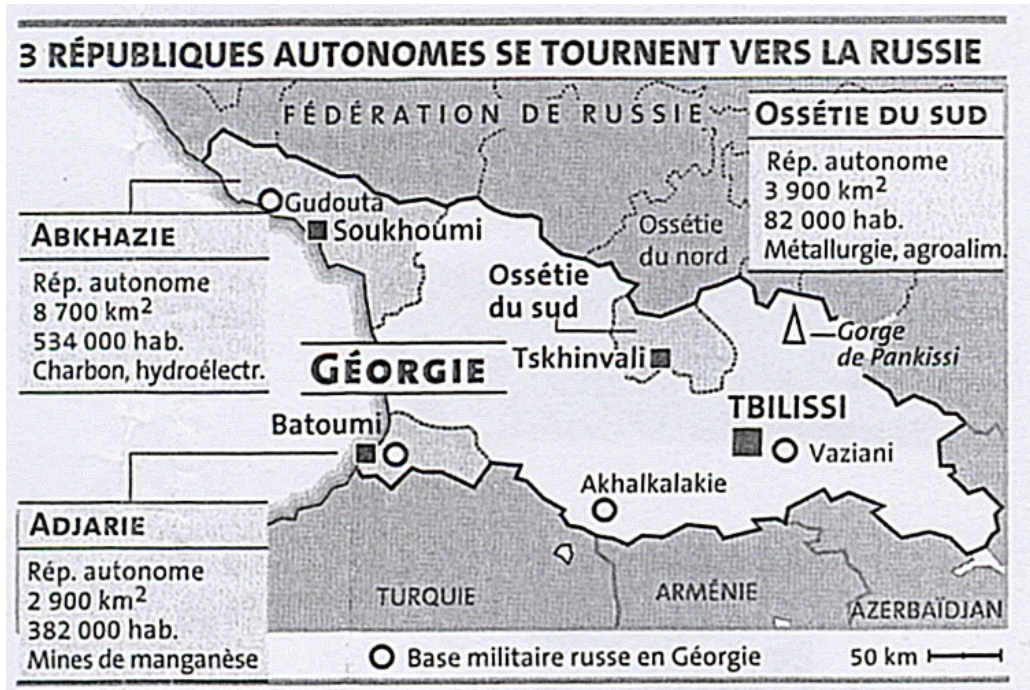 3 RÉPUBLIQUES AUTONOMES SE TOURNENT VERS LA RUSSIE
FÉDÉRATION DE RUSSIE
OSSÉTIE DU SUD
Rép. autonome
3 900 km²
82 000 hab.
Métallurgie, agroalim.
Gudouta
Soukhoumi
ABKHAZIE
Rép. autonome
8 700 km²
534 000 hab.
Charbon, hydroélectr.
Ossétie
du nord
Ossétie
du sud
Tskhinvali
Gorge
de Pankissi
GÉORGIE
TBILISSI
Vaziani
Batoumi
Akhalkalakie
ADJARIE
Rép. autonome
2 900 km²
382 000 hab.
Mines de manganèse
TURQUIE
ARMÉNIE
AZERBAÏDJAN
Base militaire russe en Géorgie
50 km